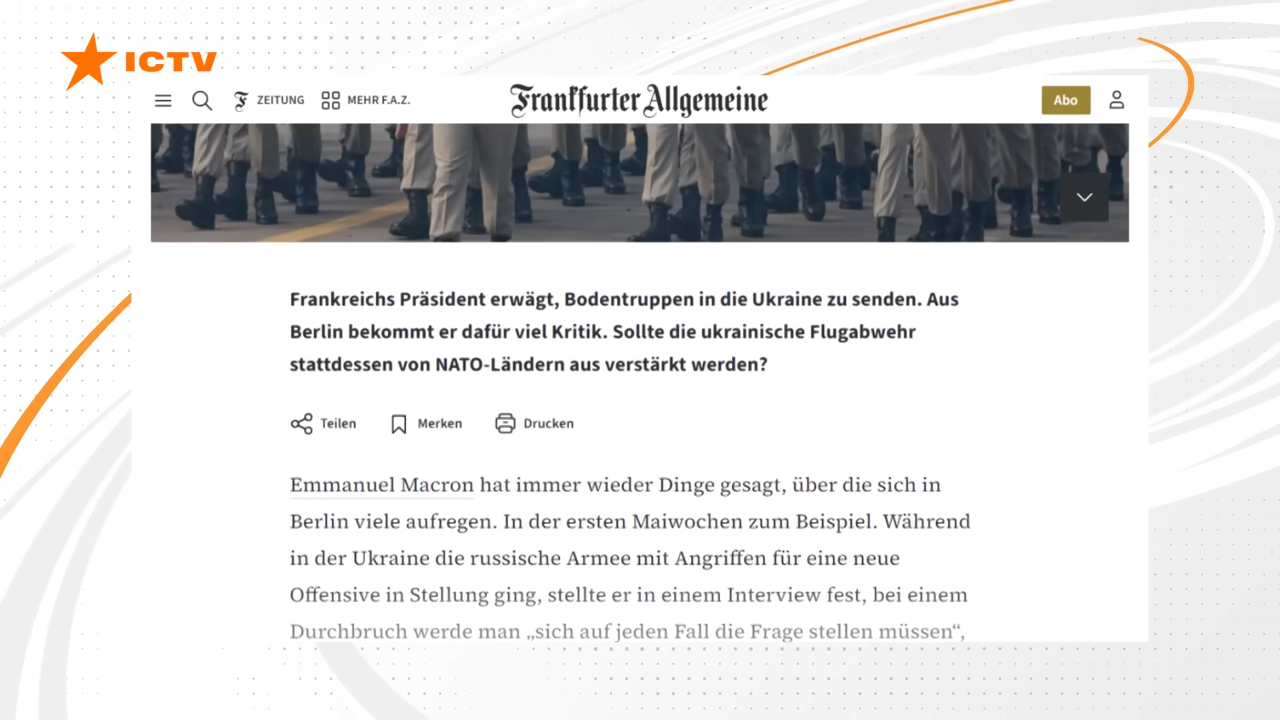 ICTV
ZEITUNG
MEHR F.A.Z.
Frankfurter Allgemeine
Abo
Frankreichs Präsident erwägt, Bodentruppen in die Ukraine zu senden. Aus
Berlin bekommt er dafür viel Kritik. Sollte die ukrainische Flugabwehr
stattdessen von NATO-Ländern aus verstärkt werden?
Teilen
Merken
Drucken
Emmanuel Macron hat immer wieder Dinge gesagt, über die sich in
Berlin viele aufregen. In der ersten Maiwochen zum Beispiel. Während
in der Ukraine die russische Armee mit Angriffen für eine neue
Offensive in Stellung ging, stellte er in einem Interview fest, bei einem
Durchbruch werde man „sich auf jeden Fall die Frage stellen müssen“,